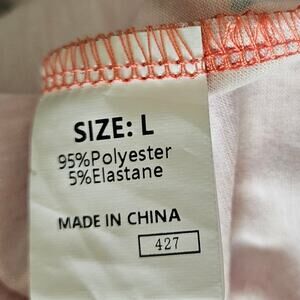 SIZE: L
95%Polyester
5%Elastane
MADE IN CHINA
427